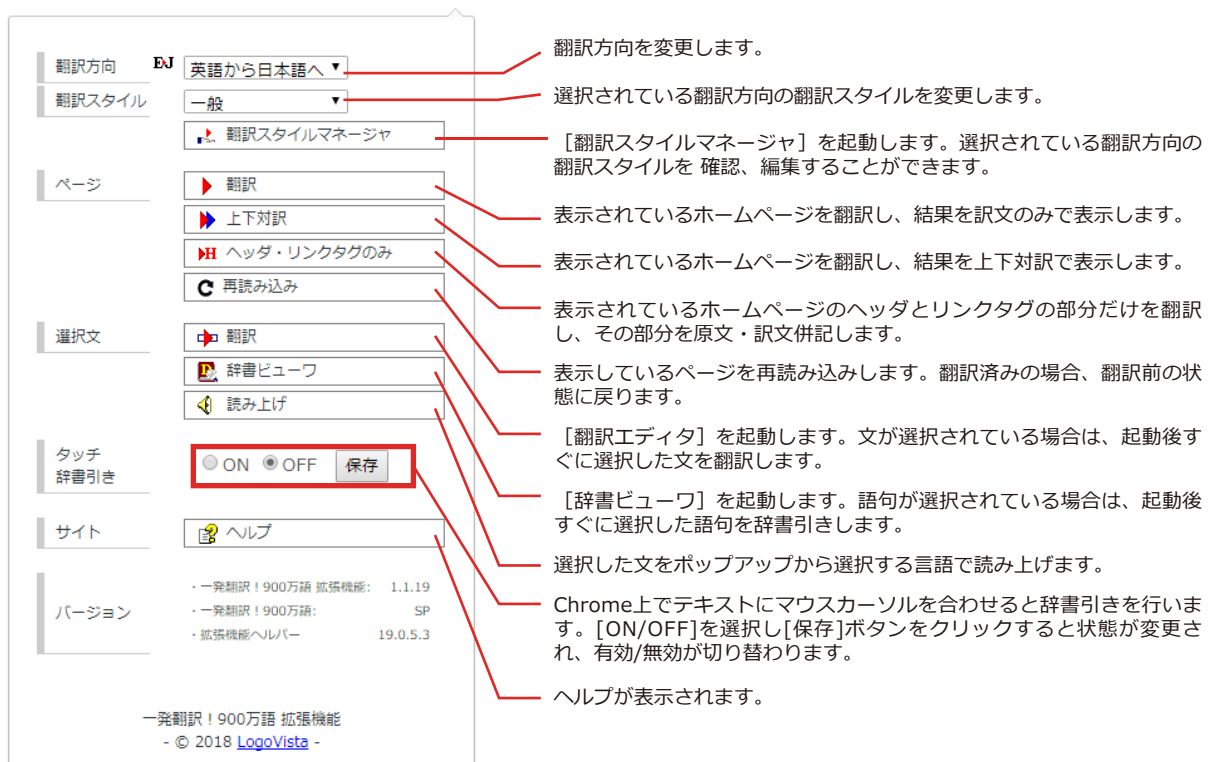 翻訳方向
EJ
英語から日本語へ
翻訳スタイル
一般
翻訳スタイルマネージャ
ページ
翻訳
上下対訳
H ヘッダ・リンクタグのみ
再読み込み
選択文
翻訳
辞書ビューワ
読み上げ
タッチ
辞書引き
ON OFF 保存
サイト
ヘルプ
バージョン
・一発翻訳！900万語 拡張機能: 1.1.19
・一発翻訳！900万語: SP
・拡張機能ヘルパー 19.0.5.3
一発翻訳！900万語 拡張機能
- © 2018 LogoVista -
翻訳方向を変更します。
選択されている翻訳方向の翻訳スタイルを変更します。
［翻訳スタイルマネージャ］を起動します。選択されている翻訳方向の
翻訳スタイルを 確認、編集することができます。
表示されているホームページを翻訳し、結果を訳文のみで表示します。
表示されているホームページを翻訳し、結果を上下対訳で表示します。
表示されているホームページのヘッダとリンクタグの部分だけを翻訳
し、その部分を原文・訳文併記します。
表示しているページを再読み込みします。翻訳済みの場合、翻訳前の状
態に戻ります。
［翻訳エディタ］を起動します。文が選択されている場合は、起動後す
ぐに選択した文を翻訳します。
［辞書ビューワ］を起動します。語句が選択されている場合は、起動後
すぐに選択した語句を辞書引きします。
選択した文をポップアップから選択する言語で読み上げます。
Chrome上でテキストにマウスカーソルを合わせると辞書引きを行いま
す。[ON/OFF]を選択し[保存]ボタンをクリックすると状態が変更さ
れ、有効/無効が切り替わります。
ヘルプが表示されます。